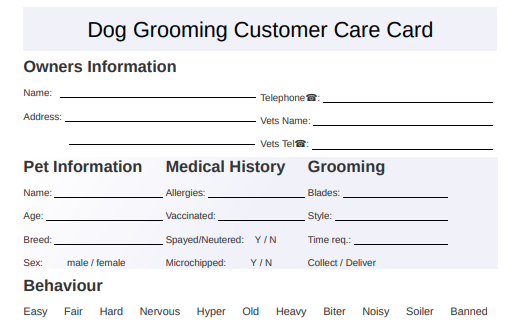 Dog Grooming Customer Care Card
Owners Information
Name:
Telephone☎:
Address:
Vets Name:
Vets Tel☎:
Pet Information Medical History Grooming
Name: Allergies: Blades:
Age: Vaccinated: Style:
Breed: Spayed/Neutered: Y / N Time req.:
Sex: male / female Microchipped: Y / N Collect / Deliver
Behaviour
Easy Fair Hard Nervous Hyper Old Heavy Biter Noisy Soiler Banned